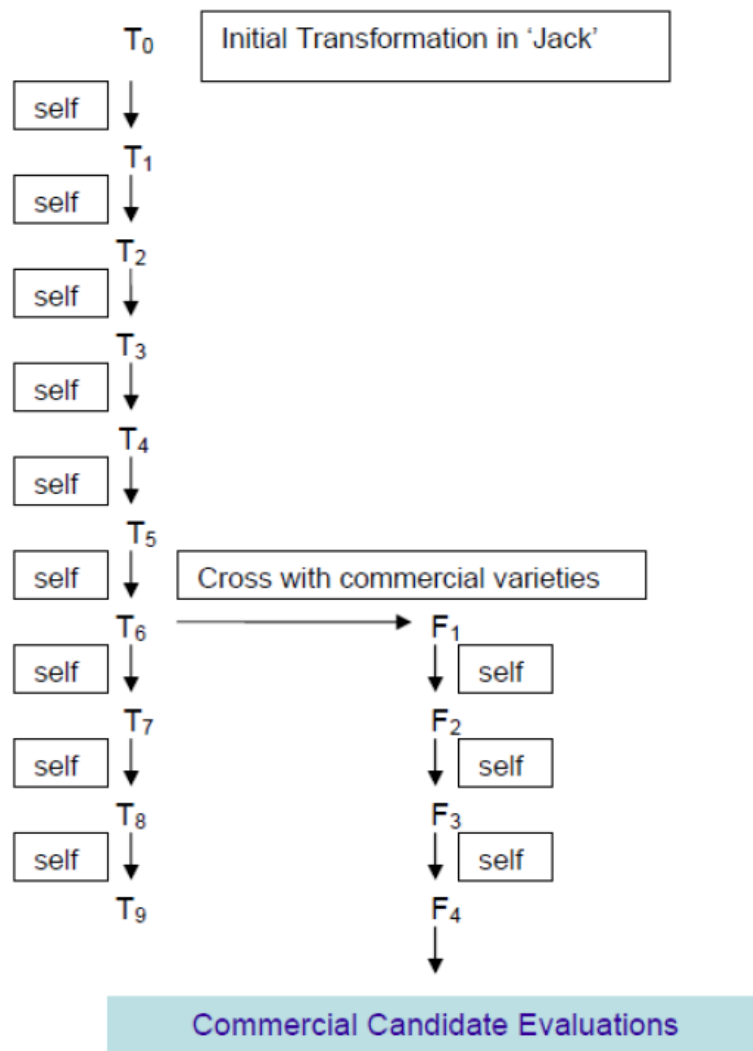 T₀ Initial Transformation in ‘Jack’
self
T₁
self
T₂
self
T₃
self
T₄
self
T₅
self Cross with commercial varieties
T₆ F₁
self self
T₇ F₂
self self
T₈ F₃
self self
T₉ F₄
Commercial Candidate Evaluations